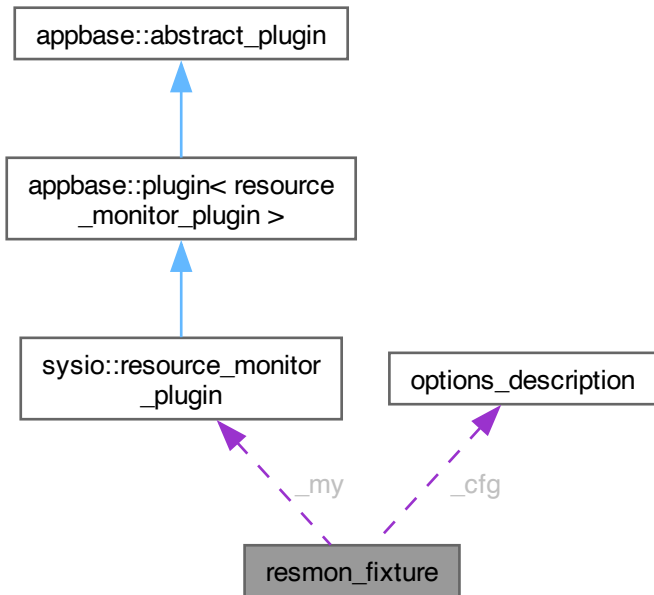 appbase::abstract_plugin
appbase::plugin< resource
_monitor_plugin >
sysio::resource_monitor
_plugin
options_description
_my
_cfg
resmon_fixture